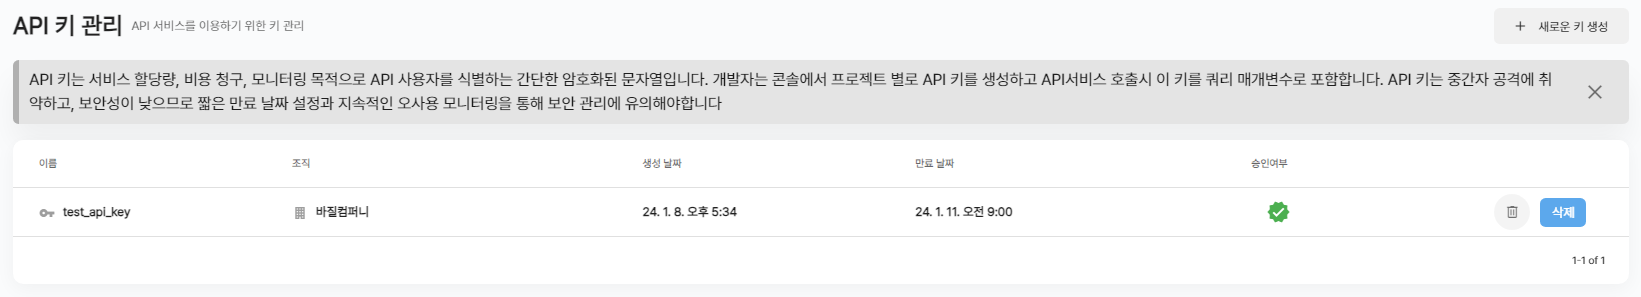 API 키 관리 API 서비스를 이용하기 위한 키 관리
+ 새로운 키 생성
API 키는 서비스 할당량, 비용 청구, 모니터링 목적으로 API 사용자를 식별하는 간단한 암호화된 문자열입니다. 개발자는 콘솔에서 프로젝트 별로 API 키를 생성하고 API서비스 호출시 이 키를 쿼리 매개변수로 포함합니다. API 키는 중간자 공격에 취
약하고, 보안성이 낮으므로 짧은 만료 날짜 설정과 지속적인 오사용 모니터링을 통해 보안 관리에 유의해야합니다
이름 조직 생성 날짜 만료 날짜 승인여부
test_api_key 바질컴퍼니 24. 1. 8. 오후 5:34 24. 1. 11. 오전 9:00 삭제
1-1 of 1